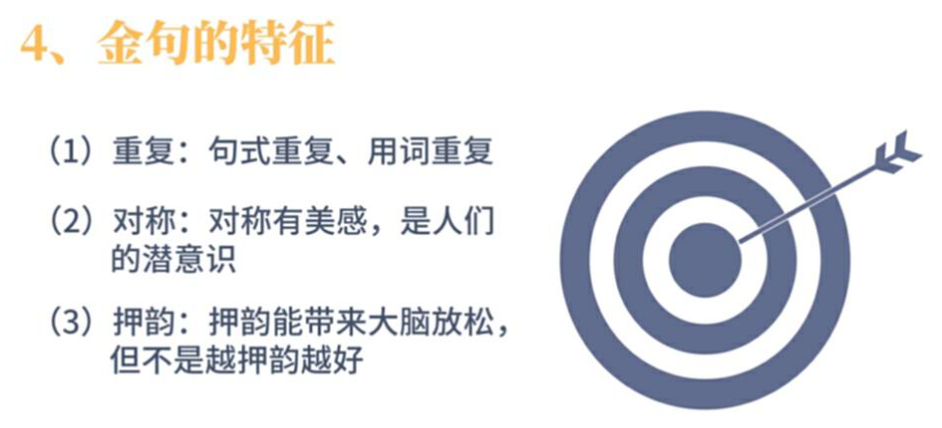 4、金句的特征
（1）重复：句式重复、用词重复
（2）对称：对称有美感，是人们
的潜意识
（3）押韵：押韵能带来大脑放松，
但不是越押韵越好